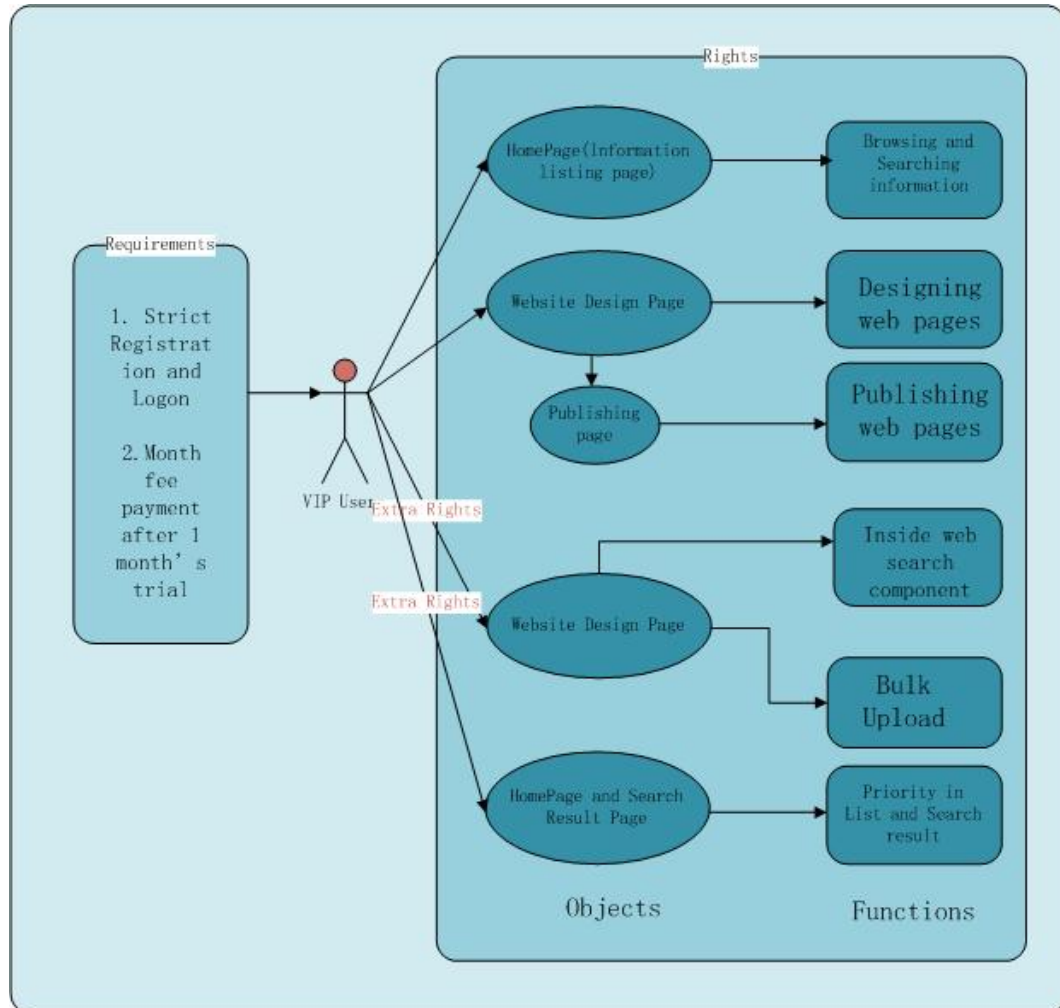 Rights
HomePage(Information
listing page)
Browsing and
Searching
information
Requirements
1. Strict
Registrat
ion and
Logon
2.Month
fee
payment
after 1
month's
trial
VIP User
Website Design Page
Designing
web pages
Publishing
page
Publishing
web pages
Extra Rights
Extra Rights
Website Design Page
Inside web
search
component
Bulk
Upload
HomePage and Search
Result Page
Priority in
List and Search
result
Objects
Functions